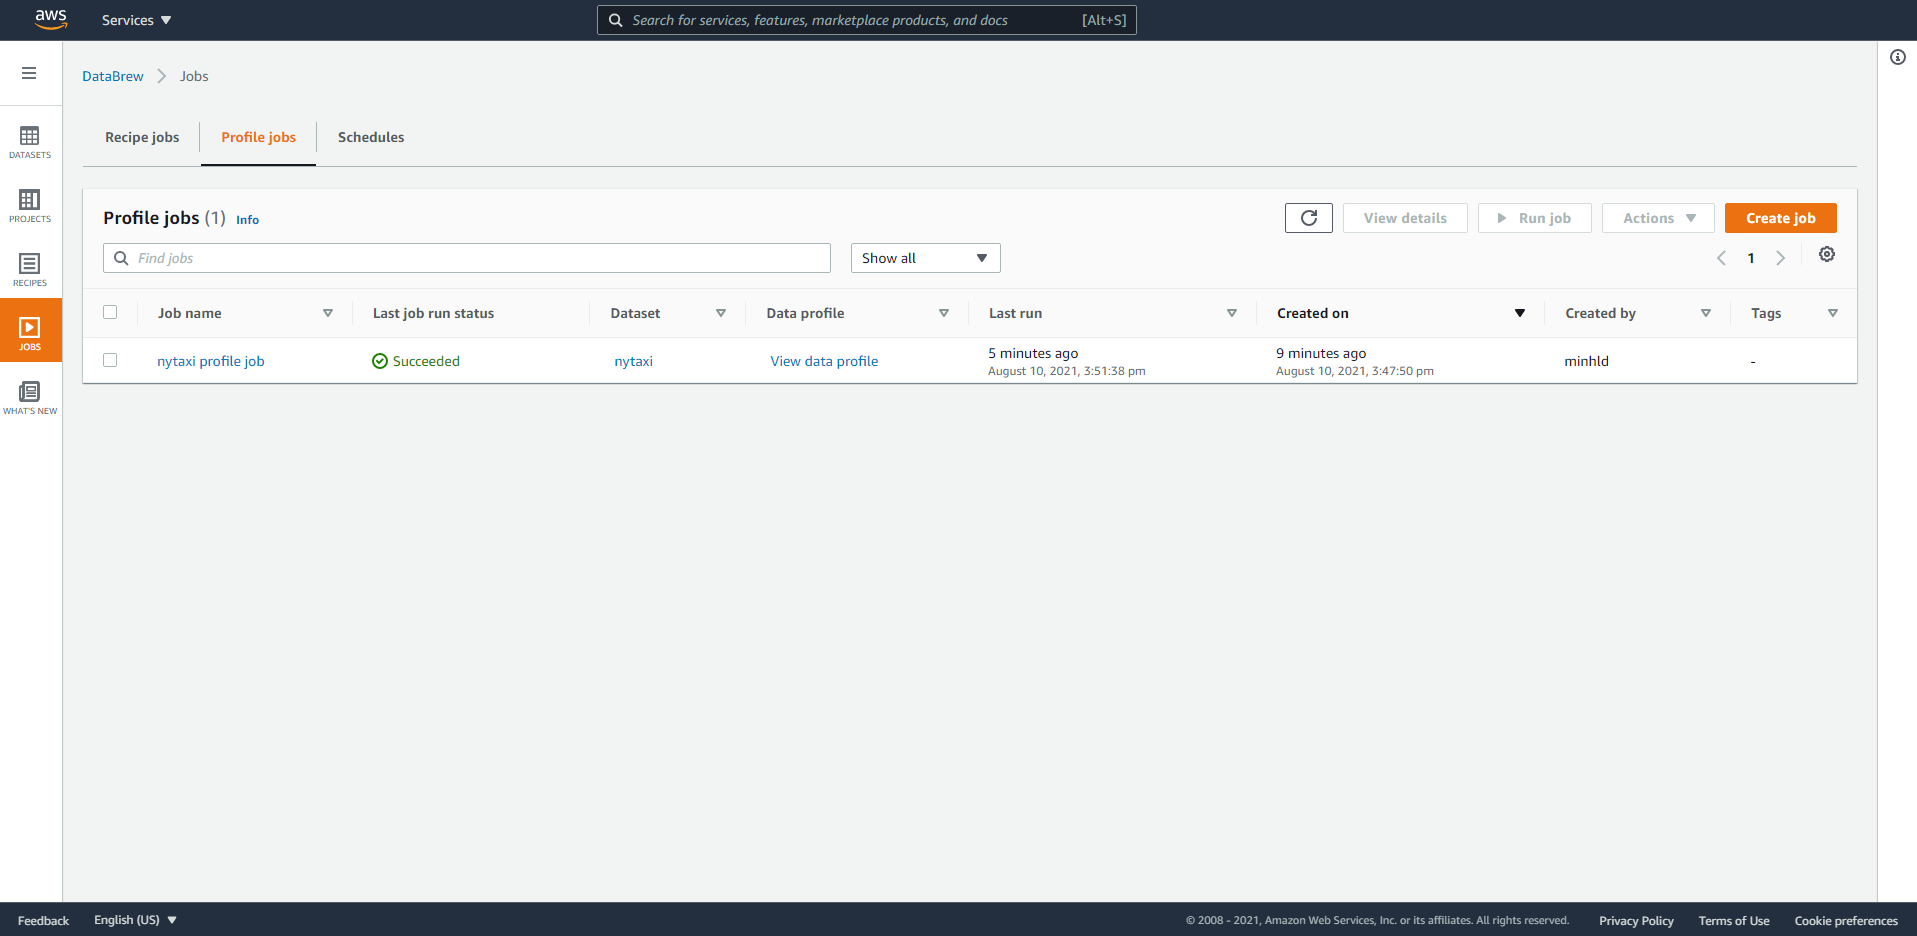 aws Services Search for services, features, marketplace products, and docs [Alt+S]
DataBrew Jobs
Recipe jobs Profile jobs Schedules
DATASETS
PROJECTS
RECIPES
JOBS
WHAT'S NEW
Profile jobs (1) Info View details Run job Actions Create job
Find jobs Show all 1
Job name Last job run status Dataset Data profile Last run Created on Created by Tags
nytaxi profile job Succeeded nytaxi View data profile 5 minutes ago 9 minutes ago minhld -
August 10, 2021, 3:51:38 pm August 10, 2021, 3:47:50 pm
Feedback English (US) © 2008 - 2021, Amazon Web Services, Inc. or its affiliates. All rights reserved. Privacy Policy Terms of Use Cookie preferences